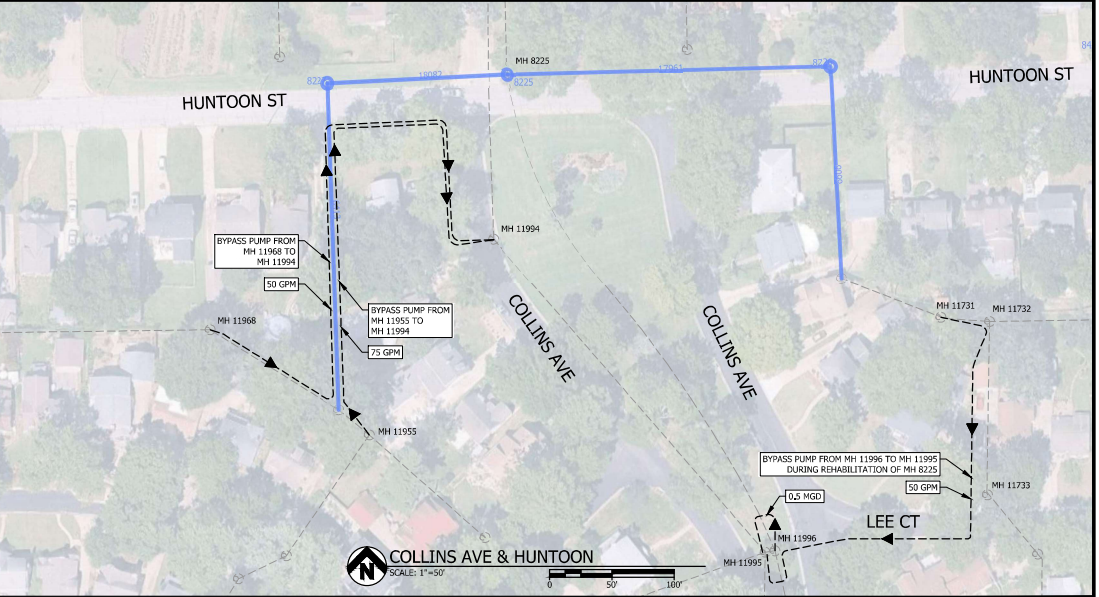 MH 8225
8225
HUNTOON ST
HUNTOON ST
18082
17961
MH 11994
BYPASS PUMP FROM
MH 11968 TO
MH 11994
50 GPM
BYPASS PUMP FROM
MH 11955 TO
MH 11994
75 GPM
MH 11968
MH 11955
COLLINS AVE
COLLINS AVE
MH 11731
MH 11732
BYPASS PUMP FROM MH 11996 TO MH 11995
DURING REHABILITATION OF MH 8225
50 GPM
0.5 MGD
MH 11733
LEE CT
MH 11996
MH 11995
N
COLLINS AVE & HUNTOON
SCALE: 1"=50'
0 50' 100'